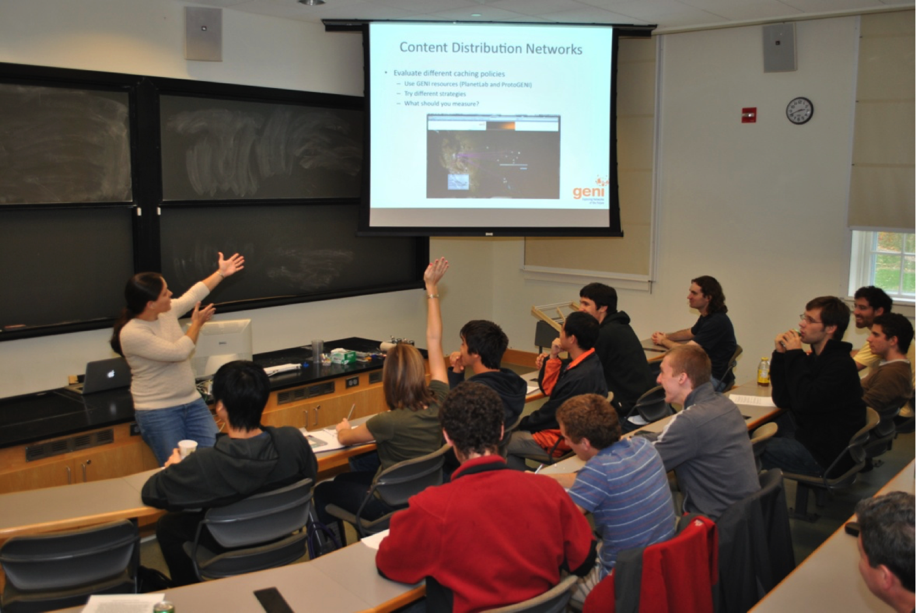 Content Distribution Networks
• Evaluate different caching policies
– Use GENI resources (PlanetLab and ProtoGENI)
– Try different strategies
– What should you measure?
geni